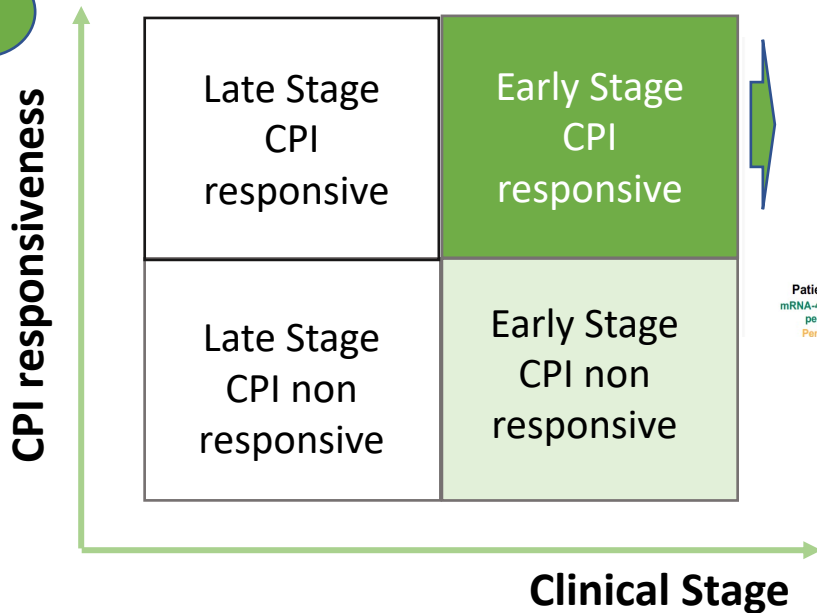 CPI responsiveness
Late Stage
CPI
responsive
Early Stage
CPI
responsive
Late Stage
CPI non
responsive
Early Stage
CPI non
responsive
Clinical Stage